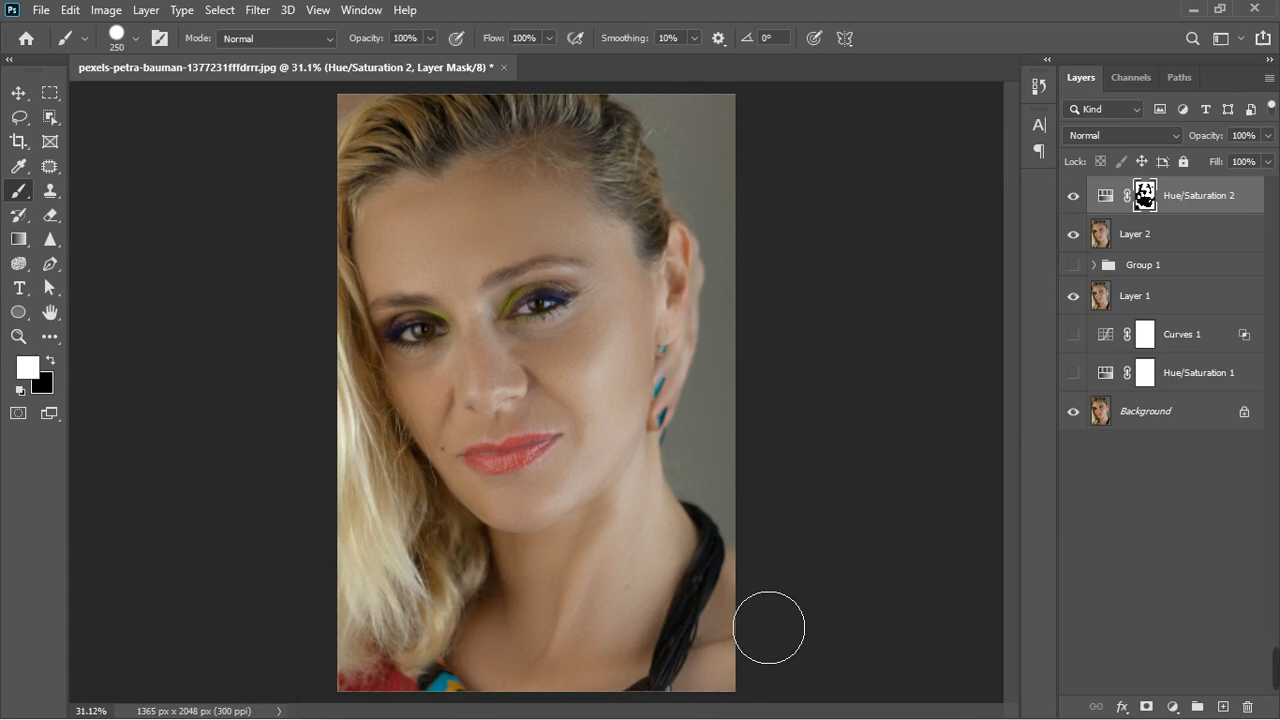 Ps File Edit Image Layer Type Select Filter 3D View Window Help
250 Mode: Normal Opacity: 100% Flow: 100% Smoothing: 10% 0°
pexels-petra-bauman-1377231fffdrrr.jpg @ 31.1% (Hue/Saturation 2, Layer Mask/8) * ×
Layers Channels Paths
Kind
Normal Opacity: 100%
Lock: Fill: 100%
Hue/Saturation 2
Layer 2
Group 1
Layer 1
Curves 1
Hue/Saturation 1
Background
31.12% 1365 px x 2048 px (300 ppi)